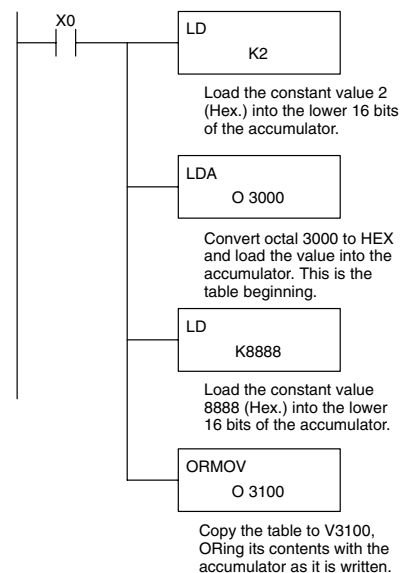 X0
LD
K2
Load the constant value 2
(Hex.) into the lower 16 bits
of the accumulator.
LDA
O 3000
Convert octal 3000 to HEX
and load the value into the
accumulator. This is the
table beginning.
LD
K8888
Load the constant value
8888 (Hex.) into the lower
16 bits of the accumulator.
ORMOV
O 3100
Copy the table to V3100,
ORing its contents with the
accumulator as it is written.